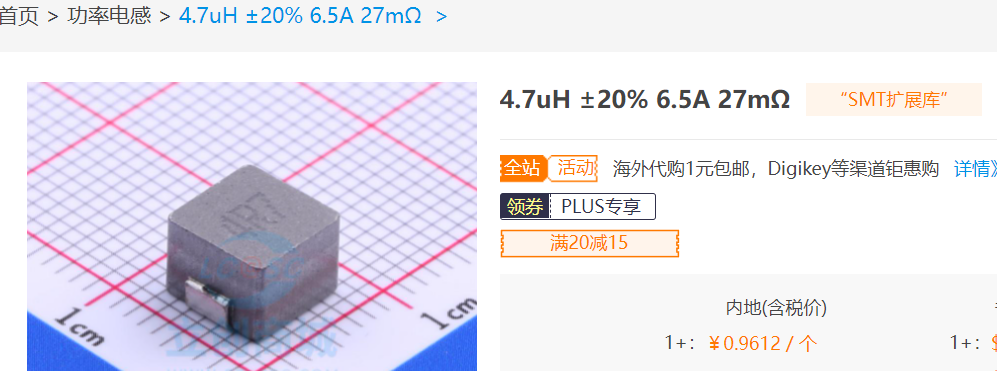 首页 > 功率电感 > 4.7uH ±20% 6.5A 27mΩ >
4.7uH ±20% 6.5A 27mΩ
“SMT扩展库”
全站 活动 海外代购1元包邮，Digikey等渠道钜惠购 详情》
领券 PLUS专享
满20减15
内地(含税价)
1+： ￥0.9612 / 个
1+：
4R7
1cm
1cm